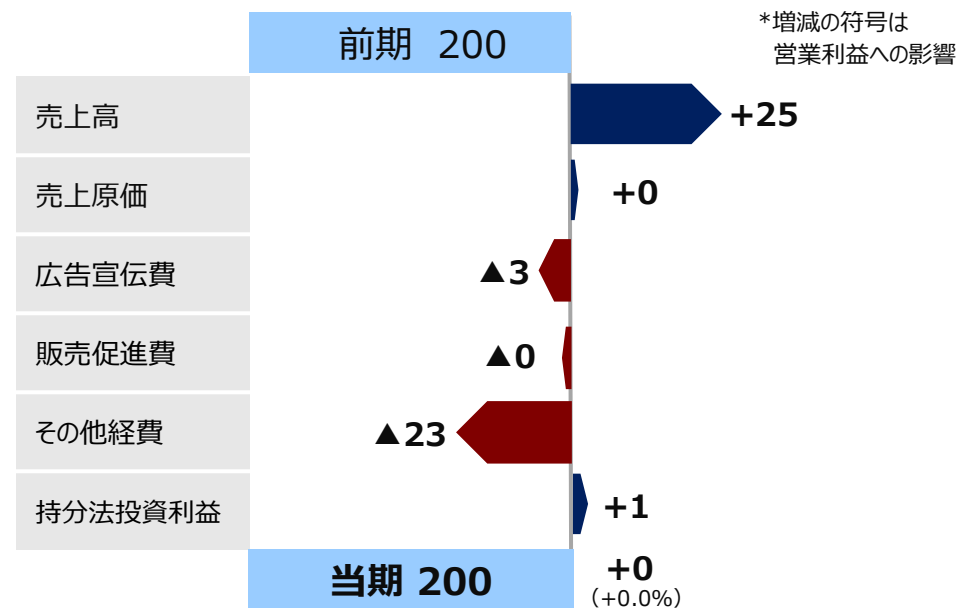 前期 200
*増減の符号は
営業利益への影響
売上高
+25
売上原価
+0
広告宣伝費
▲3
販売促進費
▲0
その他経費
▲23
持分法投資利益
+1
当期 200
+0
（+0.0%）